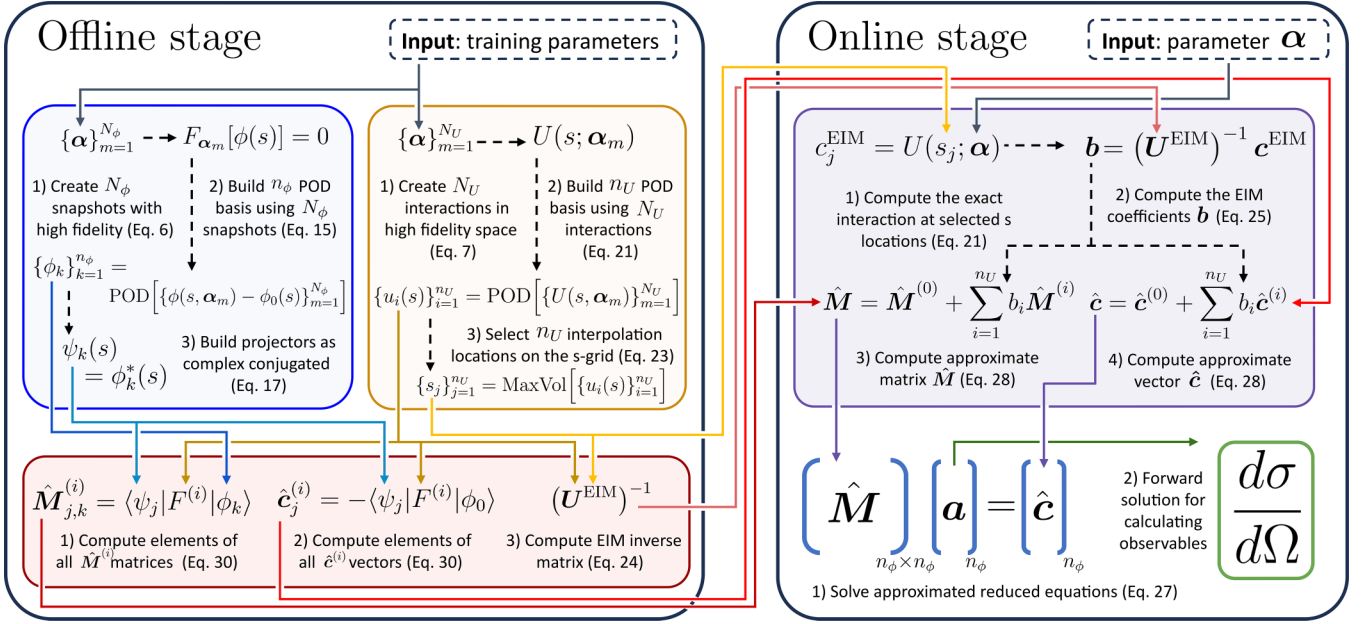 Offline stage
Input: training parameters
{α}_{m=1}^{N_ϕ} → F_{α_m}[ϕ(s)] = 0
1) Create N_ϕ
snapshots with
high fidelity (Eq. 6)
2) Build n_ϕ POD
basis using N_ϕ
snapshots (Eq. 15)
{ϕ_k}_{k=1}^{n_ϕ} =
POD[{ϕ(s, α_m) − ϕ_0(s)}_{m=1}^{N_ϕ}]
ψ_k(s)
= ϕ_k^*(s)
3) Build projectors as
complex conjugated
(Eq. 17)
{α}_{m=1}^{N_U} → U(s; α_m)
1) Create N_U
interactions in
high fidelity space
(Eq. 7)
2) Build n_U POD
basis using N_U
interactions
(Eq. 21)
{u_i(s)}_{i=1}^{n_U} = POD[{U(s, α_m)}_{m=1}^{N_U}]
3) Select n_U interpolation
locations on the s-grid (Eq. 23)
{s_j}_{j=1}^{n_U} = MaxVol[{u_i(s)}_{i=1}^{n_U}]
M̂_{j,k}^{(i)} = ⟨ψ_j|F^{(i)}|ϕ_k⟩
1) Compute elements of
all M̂^{(i)} matrices (Eq. 30)
ĉ_j^{(i)} = −⟨ψ_j|F^{(i)}|ϕ_0⟩
2) Compute elements of
all ĉ^{(i)} vectors (Eq. 30)
(U^{EIM})^{−1}
3) Compute EIM inverse
matrix (Eq. 24)
Online stage
Input: parameter α
c_j^{EIM} = U(s_j; α) → b = (U^{EIM})^{−1} c^{EIM}
1) Compute the exact
interaction at selected s
locations (Eq. 21)
2) Compute the EIM
coefficients b (Eq. 25)
M̂ = M̂^{(0)} + ∑_{i=1}^{n_U} b_i M̂^{(i)}
ĉ = ĉ^{(0)} + ∑_{i=1}^{n_U} b_i ĉ^{(i)}
3) Compute approximate
matrix M̂ (Eq. 28)
4) Compute approximate
vector ĉ (Eq. 28)
[M̂]_{n_ϕ×n_ϕ} [a]_{n_ϕ} = [ĉ]_{n_ϕ}
1) Solve approximated reduced equations (Eq. 27)
2) Forward
solution for
calculating
observables
dσ
dΩ